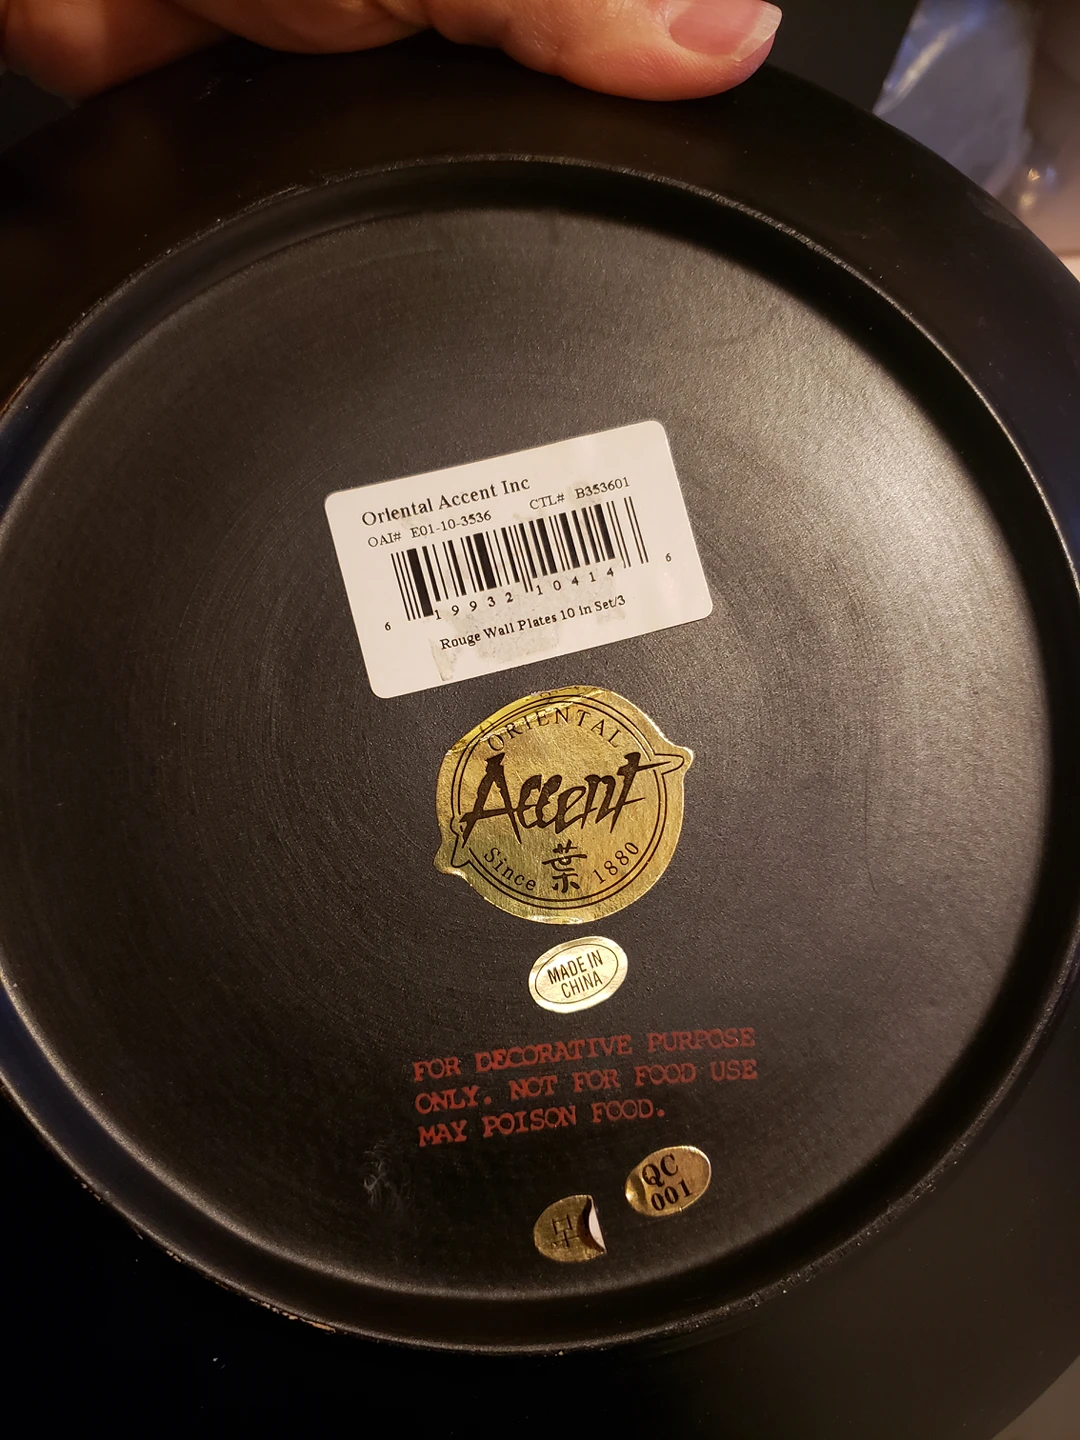 Oriental Accent Inc
OAI# E01-10-3536 CTL# B353601
6 19932 10414 6
Rouge Wall Plates 10 in Set/3
ORIENTAL
Accent
Since 葉 1880
MADE IN
CHINA
FOR DECORATIVE PURPOSE
ONLY. NOT FOR FOOD USE
MAY POISON FOOD.
QC
001